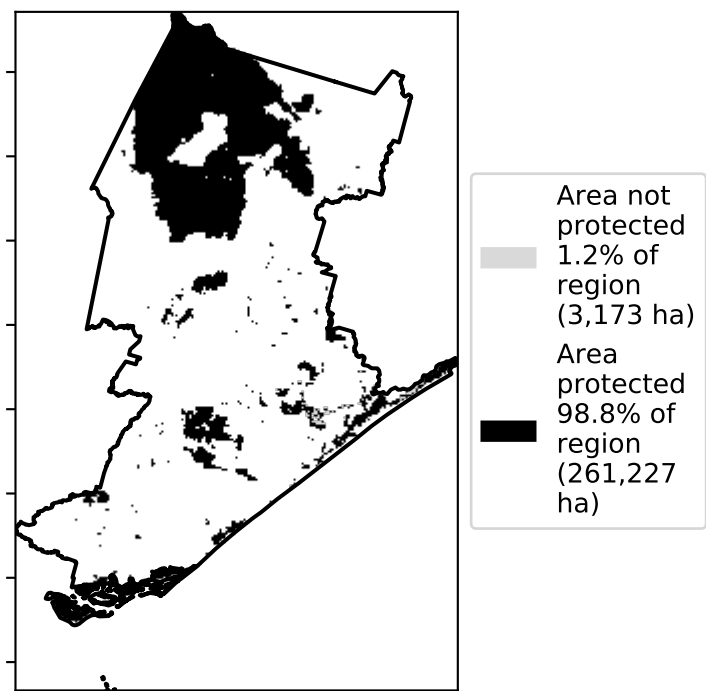 Area not
protected
1.2% of
region
(3,173 ha)
Area
protected
98.8% of
region
(261,227
ha)